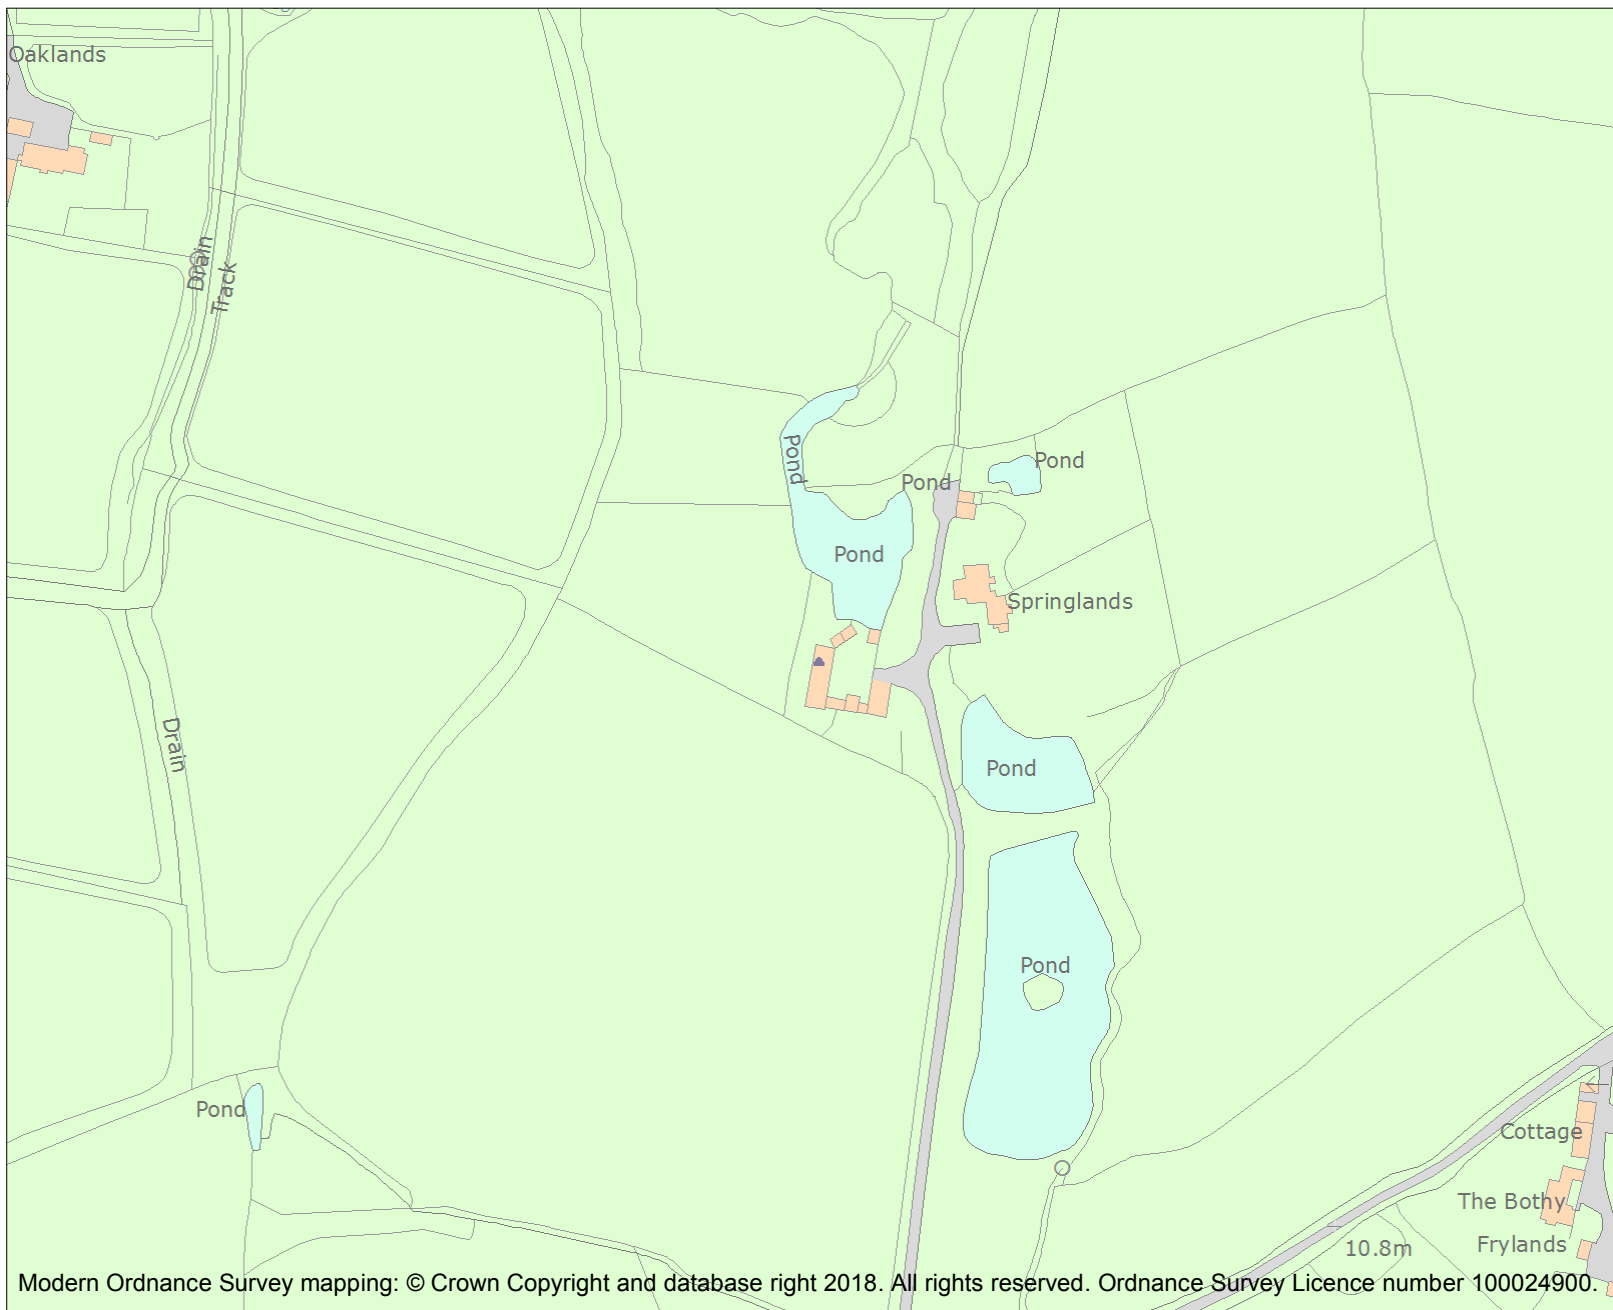 Oaklands
Drain
Track
Pond
Pond
Pond
Pond
Springlands
Drain
Pond
Pond
Pond
Cottage
The Bothy
Frylands
10.8m
Modern Ordnance Survey mapping: © Crown Copyright and database right 2018. All rights reserved. Ordnance Survey Licence number 100024900.